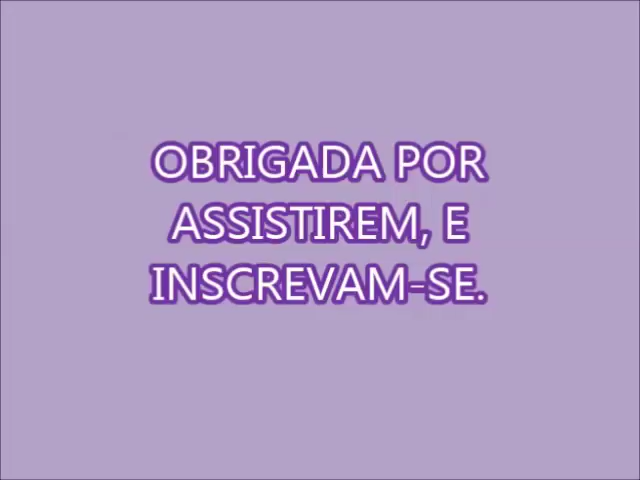 OBRIGADA POR
ASSISTIREM, E
INSCREVAM-SE.